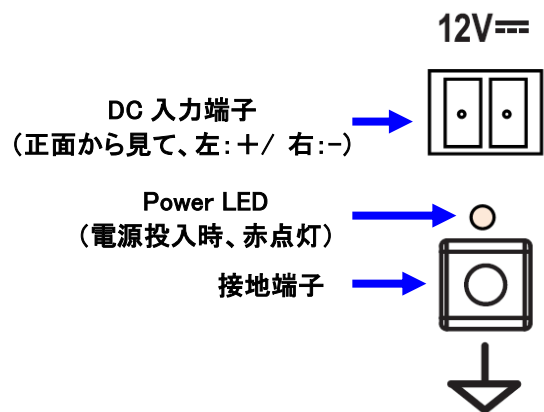 12V
DC 入力端子
（正面から見て、左：＋/ 右：-）
Power LED
（電源投入時、赤点灯）
接地端子